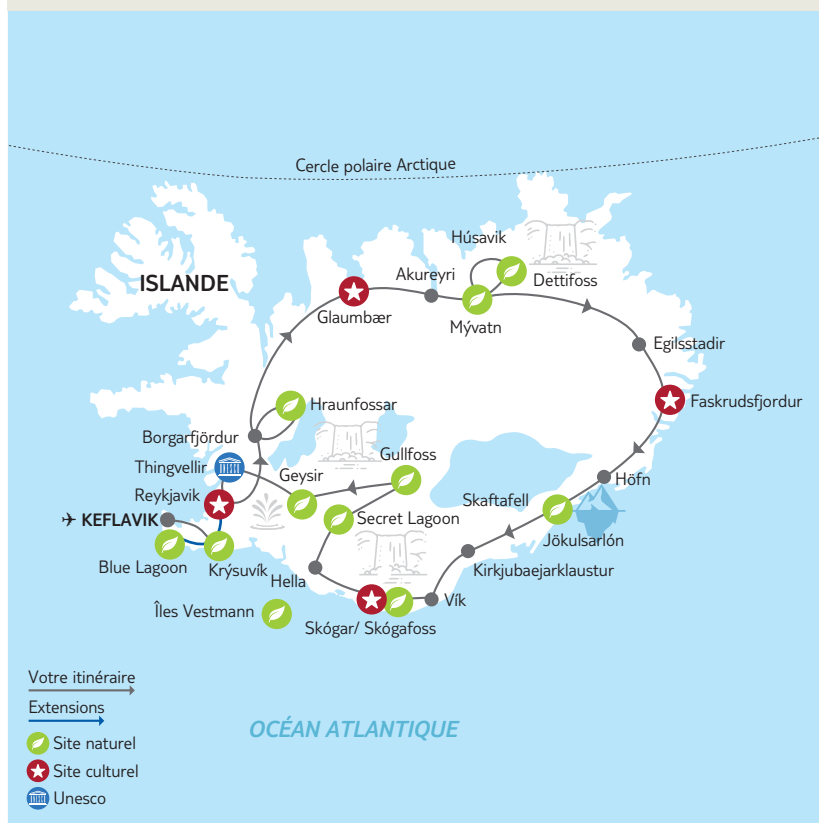 Cercle polaire Arctique
Húsavik
ISLANDE
Akureyri
Dettifoss
Glaumbær
Mývatn
Egilsstadir
Hraunfossar
Faskrudsfjordur
Borgarfjördur
Thingvellir
Geysir
Gullfoss
Höfn
Reykjavik
Skaftafell
KEFLAVIK
Secret Lagoon
Jökulsarlón
Blue Lagoon
Krýsuvík
Hella
Kirkjubaejarklaustur
Vík
Îles Vestmann
Skógar/ Skógafoss
Votre itinéraire
Extensions
OCÉAN ATLANTIQUE
Site naturel
Site culturel
Unesco